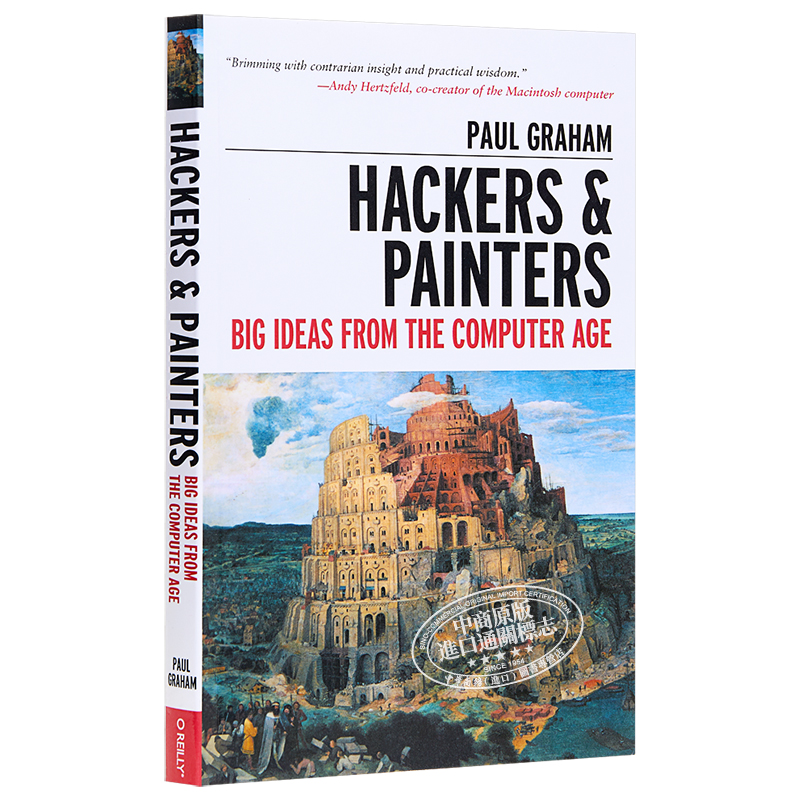 "Brimming with contrarian insight and practical wisdom."
—Andy Hertzfeld, co-creator of the Macintosh computer
PAUL GRAHAM
HACKERS &
PAINTERS
BIG IDEAS FROM THE COMPUTER AGE
HACKERS & PAINTERS
BIG IDEAS FROM
THE COMPUTER AGE
PAUL
GRAHAM
O'REILLY®
中商原版
進口通關標志
SINCE 1954